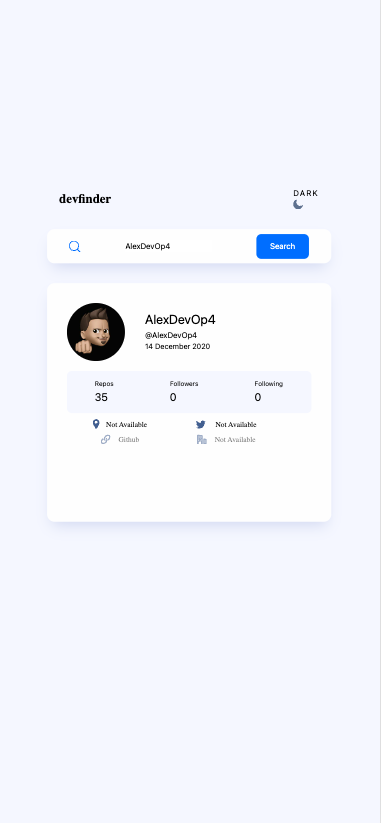 devfinder
DARK
AlexDevOp4
Search
AlexDevOp4
@AlexDevOp4
14 December 2020
Repos Followers Following
35 0 0
Not Available Not Available
Github Not Available